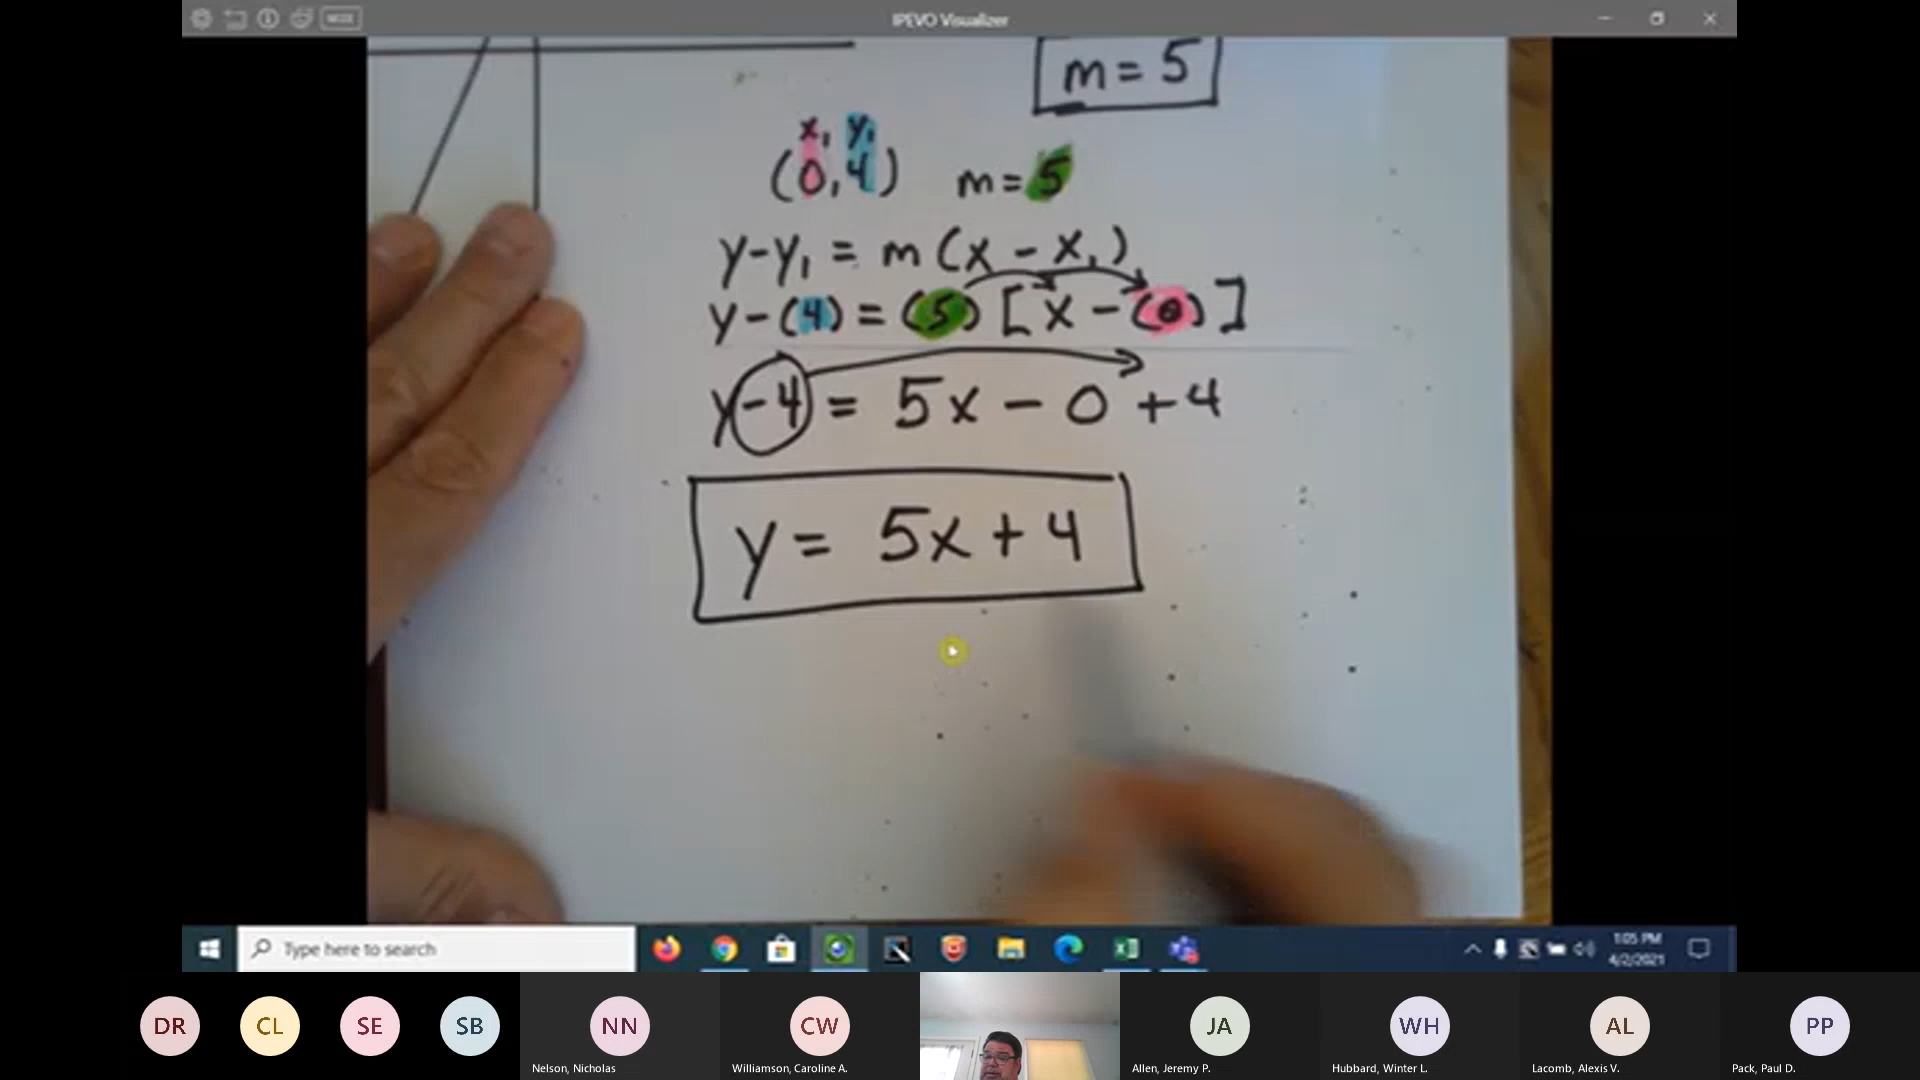 IPEVO Visualizer
m = 5
x₁ y₁
(0,4) m = 5
y-y₁ = m(x - x₁)
y-(4) = (5)[x-(0)]
y-4 = 5x - 0 + 4
y = 5x + 4
Type here to search
1:05 PM
4/2/2021
DR
CL
SE
SB
NN
CW
JA
WH
AL
PP
Nelson, Nicholas
Williamson, Caroline A.
Allen, Jeremy P.
Hubbard, Winter L.
Lacomb, Alexis V.
Pack, Paul D.